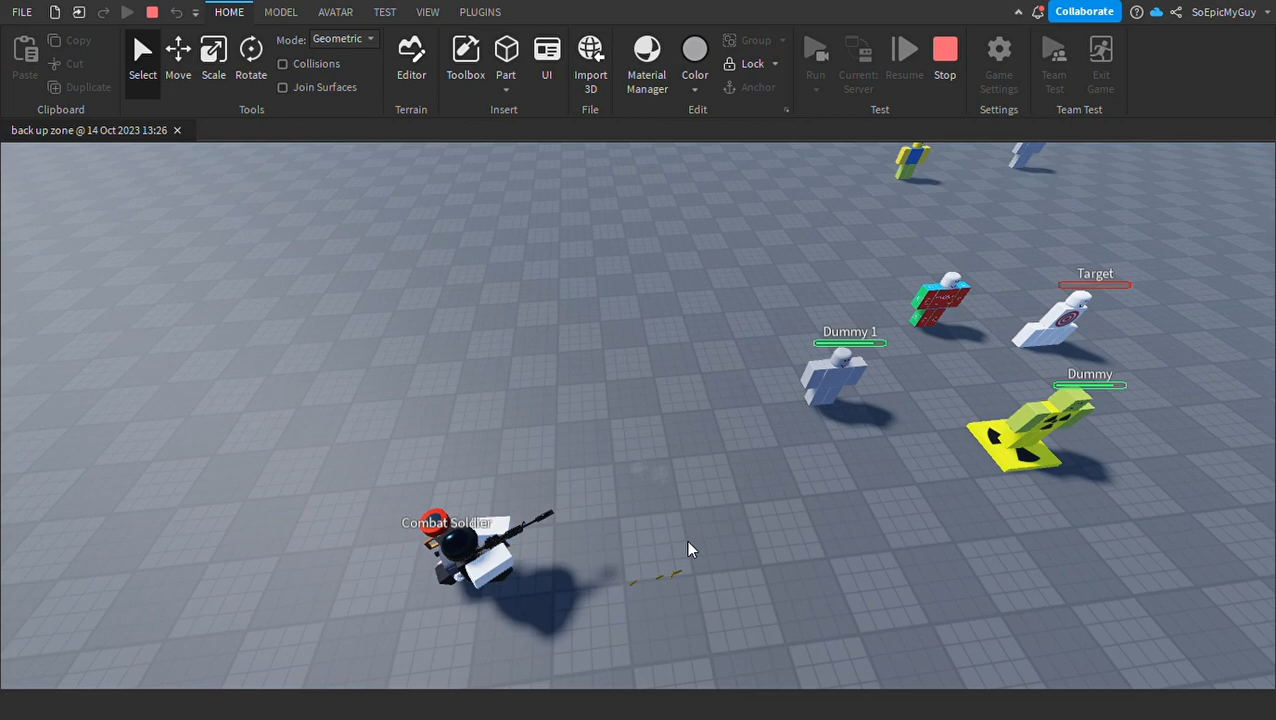 FILE HOME MODEL AVATAR TEST VIEW PLUGINS Collaborate SoEpicMyGuy
Copy Mode: Geometric Group
Paste Cut Select Move Scale Rotate Collisions Editor Toolbox Part UI Import Material Color Lock Run Current: Resume Stop Game Team Exit
Duplicate Join Surfaces 3D Manager Anchor Server Settings Test Game
Clipboard Tools Terrain Insert File Edit Test Settings Team Test
back up zone @ 14 Oct 2023 13:26
Target
Dummy 1
Dummy
Combat Soldier